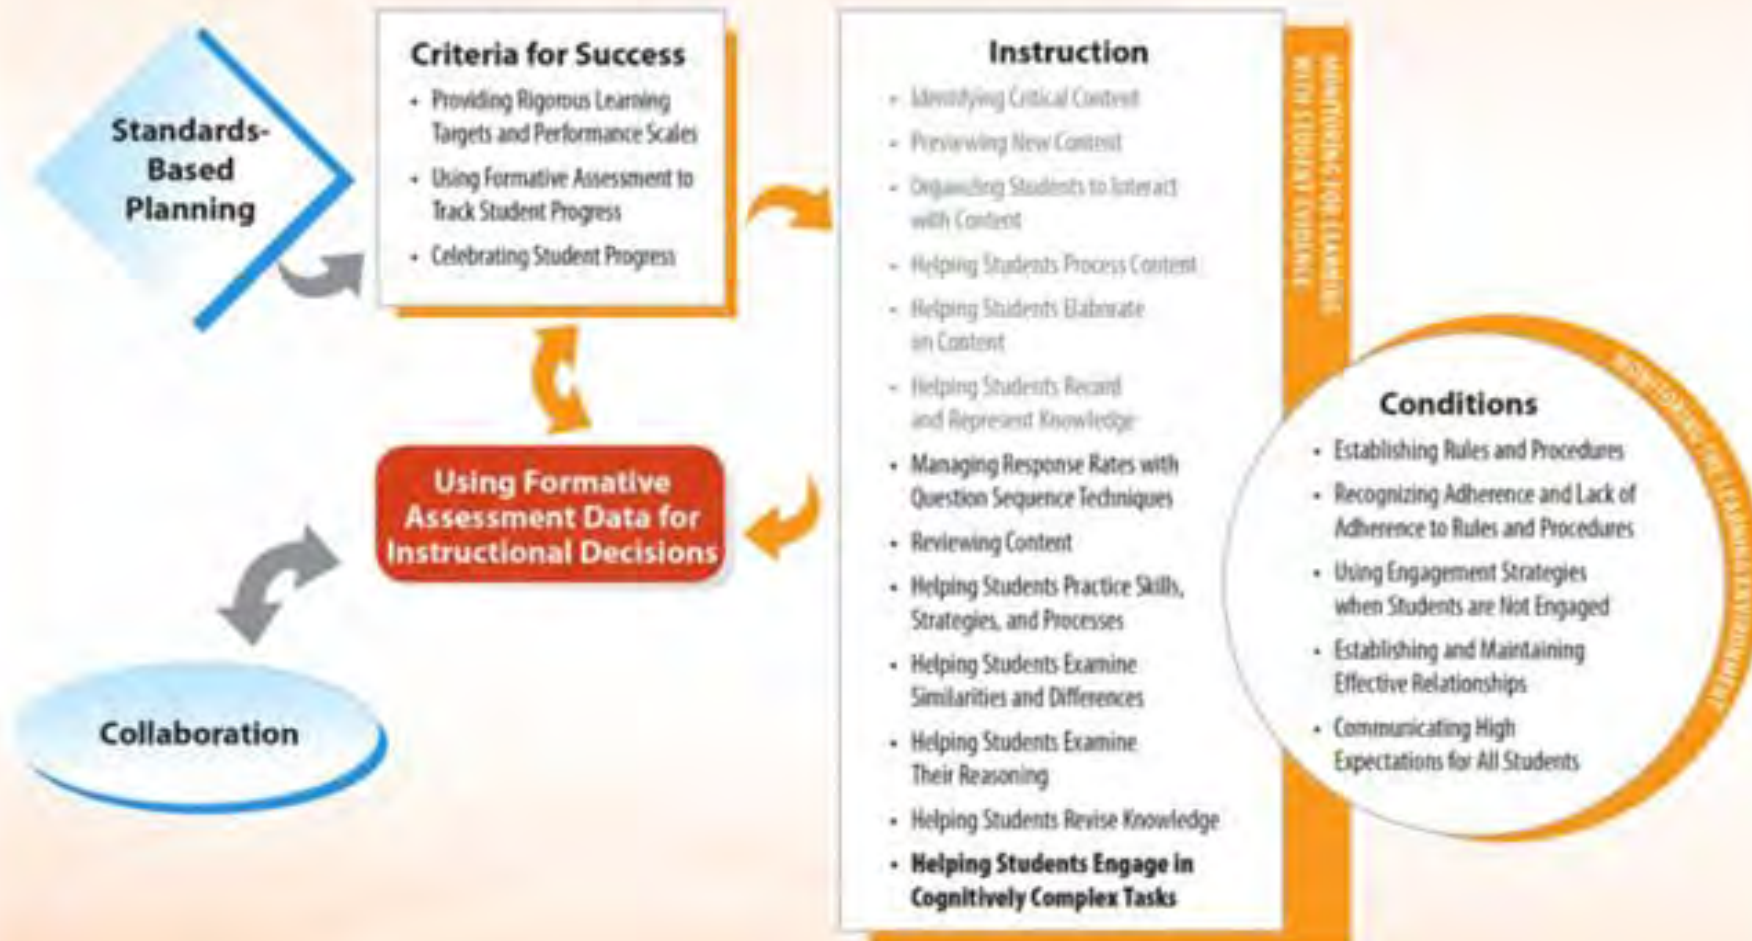 Standards-
Based
Planning
Criteria for Success
• Providing Rigorous Learning
Targets and Performance Scales
• Using Formative Assessment to
Track Student Progress
• Celebrating Student Progress
Using Formative
Assessment Data for
Instructional Decisions
Collaboration
Instruction
• Identifying Critical Content
• Previewing New Content
• Organizing Students to Interact
with Content
• Helping Students Process Content
• Helping Students Elaborate
on Content
• Helping Students Record
and Represent Knowledge
• Managing Response Rates with
Question Sequence Techniques
• Reviewing Content
• Helping Students Practice Skills,
Strategies, and Processes
• Helping Students Examine
Similarities and Differences
• Helping Students Examine
Their Reasoning
• Helping Students Revise Knowledge
• Helping Students Engage in
Cognitively Complex Tasks
MONITORING FOR LEARNING
WITH STUDENT EVIDENCE
Conditions
• Establishing Rules and Procedures
• Recognizing Adherence and Lack of
Adherence to Rules and Procedures
• Using Engagement Strategies
when Students are Not Engaged
• Establishing and Maintaining
Effective Relationships
• Communicating High
Expectations for All Students
MONITORING THE LEARNING ENVIRONMENT